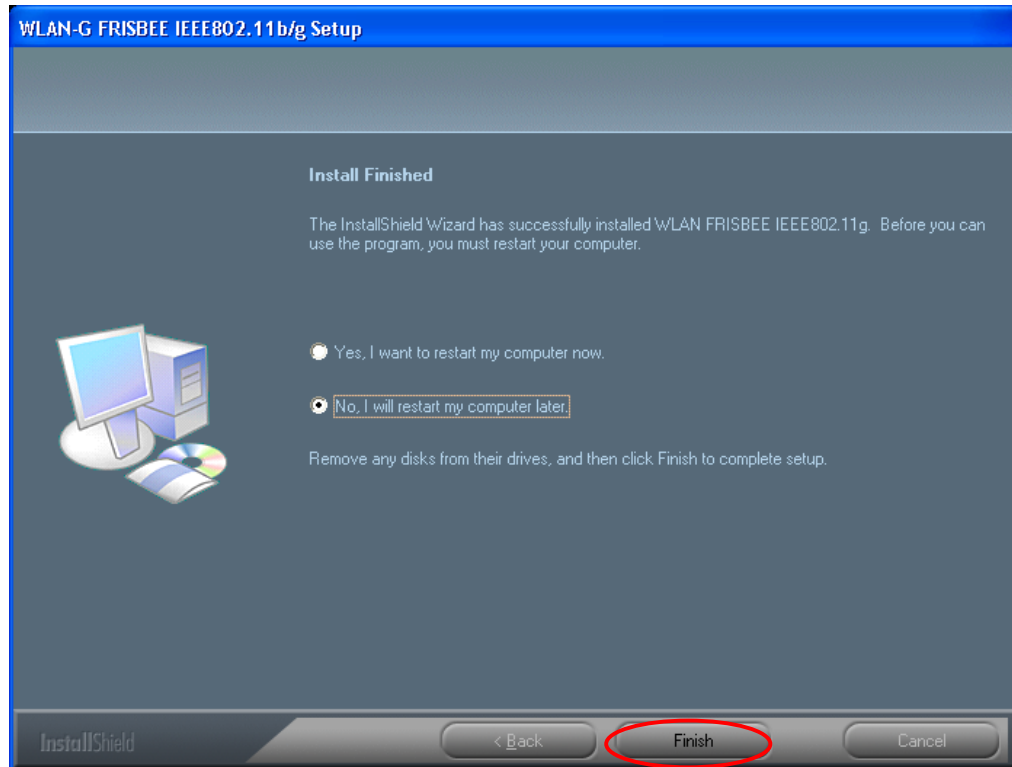 WLAN-G FRISBEE IEEE802.11b/g Setup
Install Finished
The InstallShield Wizard has successfully installed WLAN FRISBEE IEEE802.11g. Before you can
use the program, you must restart your computer.
Yes, I want to restart my computer now.
No, I will restart my computer later.
Remove any disks from their drives, and then click Finish to complete setup.
InstallShield
< Back
Finish
Cancel